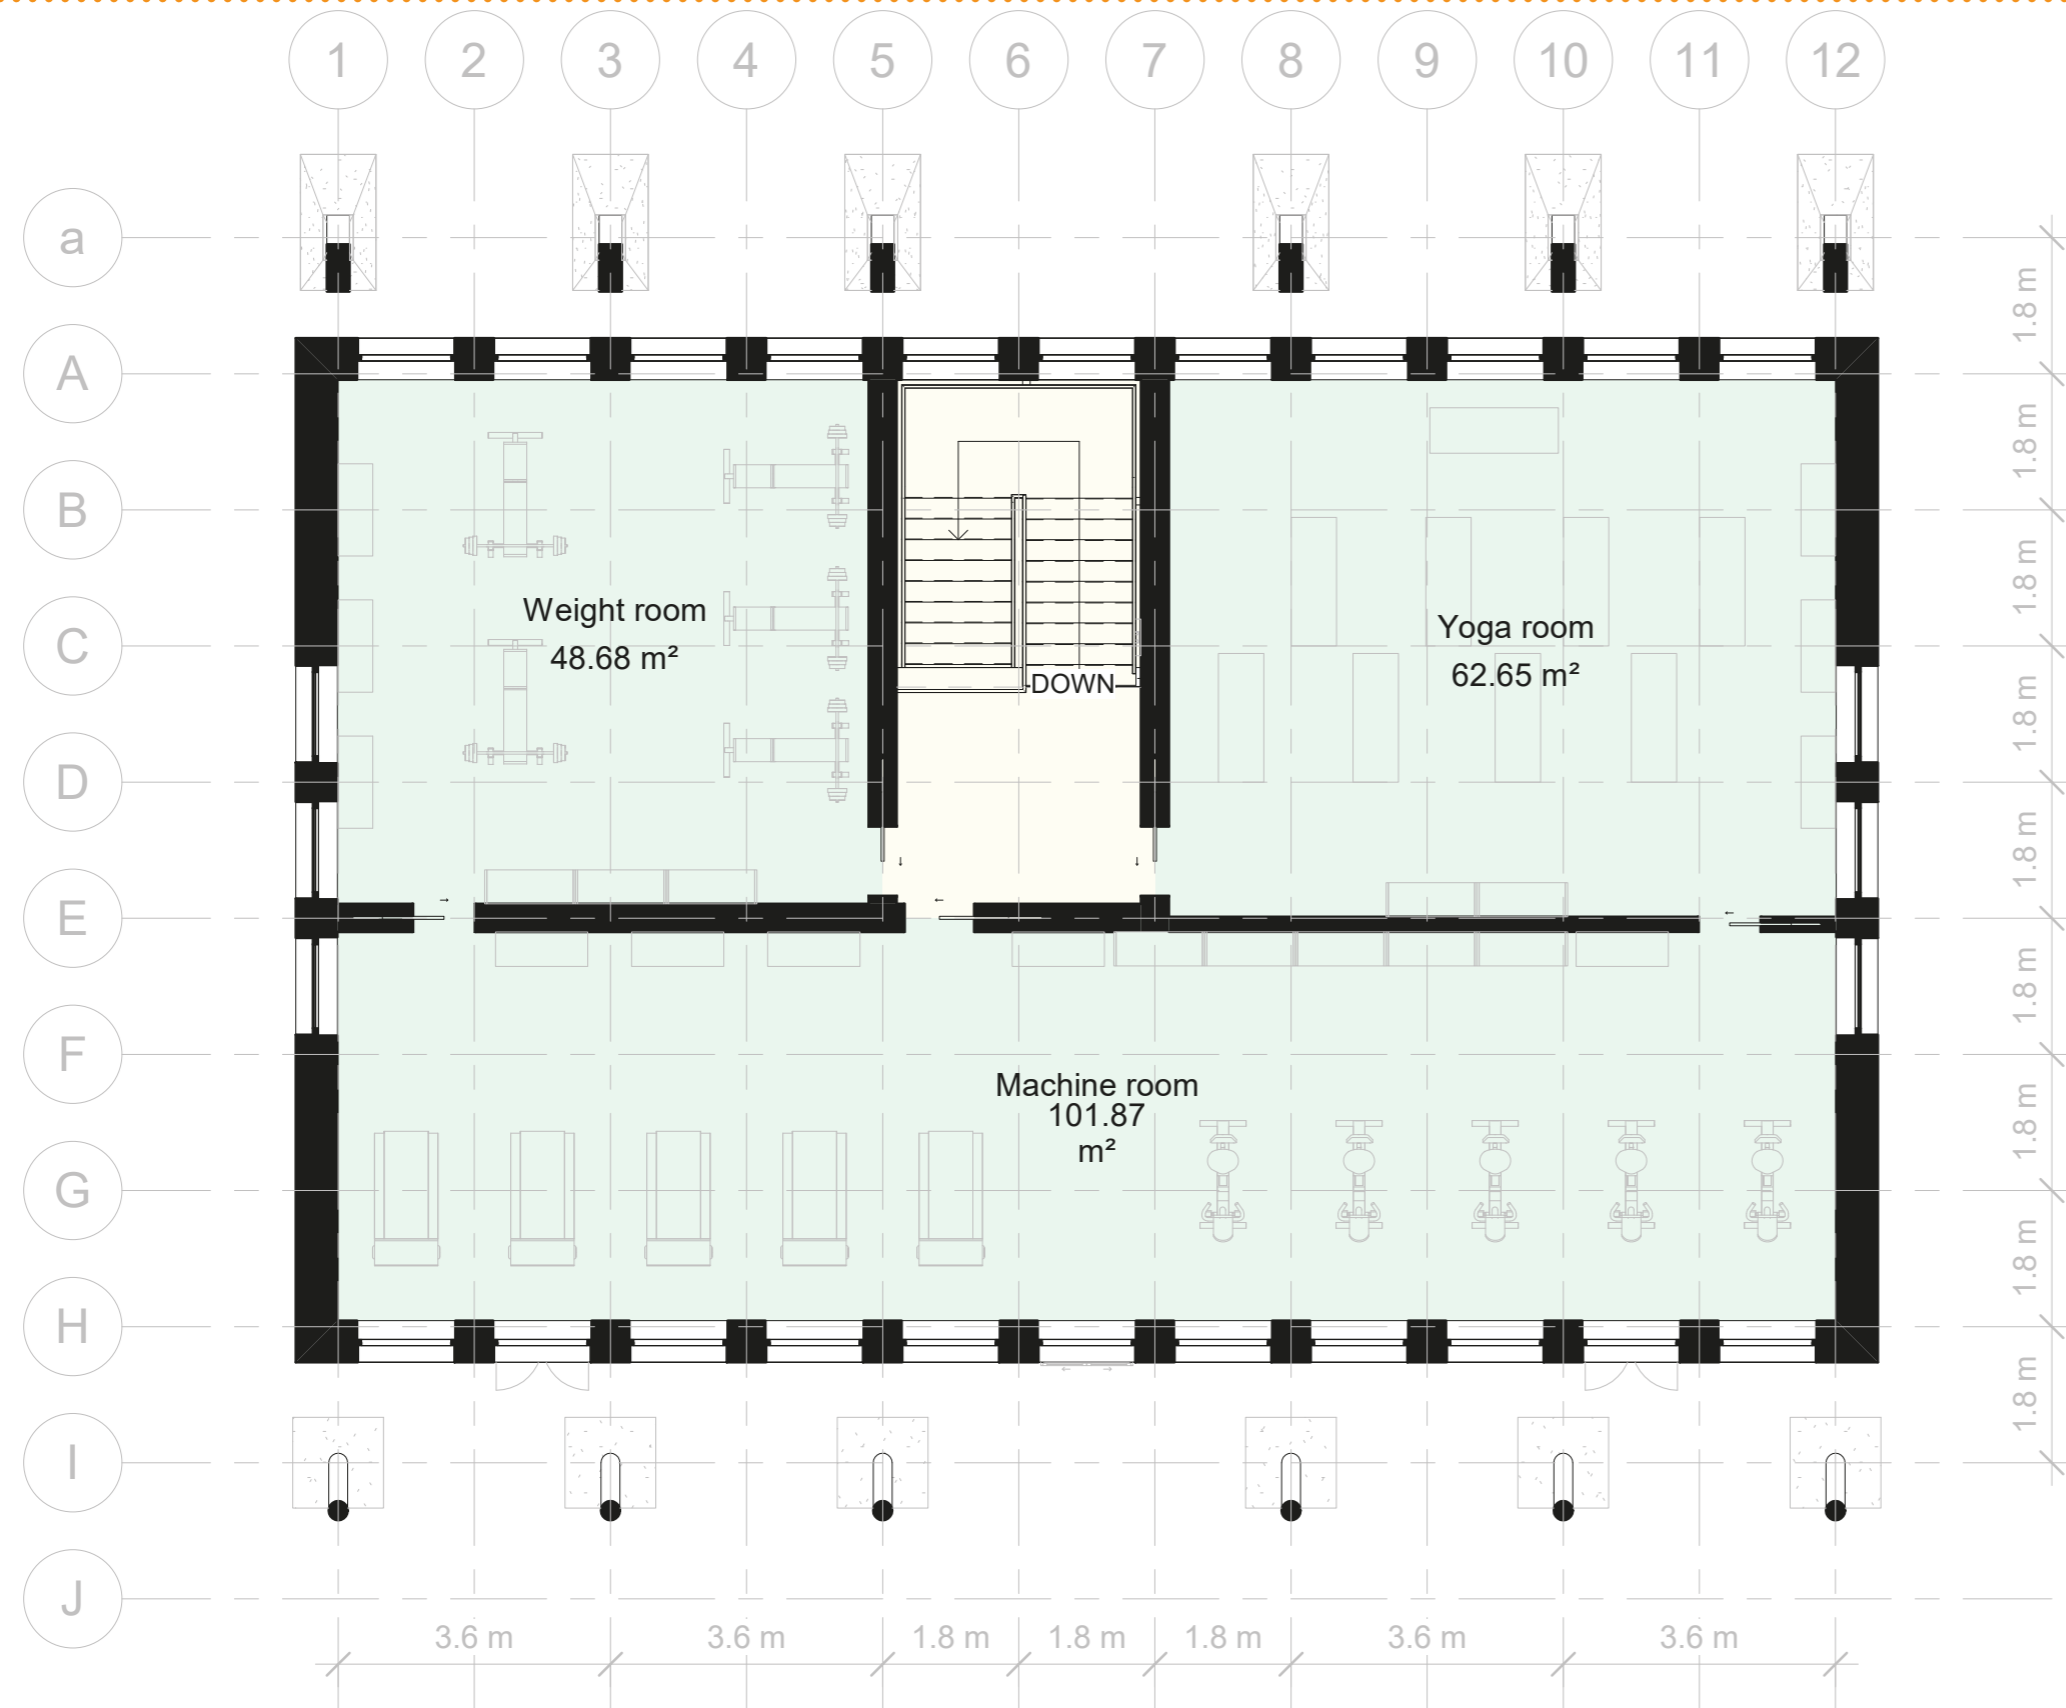 1 2 3 4 5 6 7 8 9 10 11 12
a
1.8 m
A
1.8 m
B
1.8 m
C
Weight room
48.68 m²
Yoga room
62.65 m²
DOWN
1.8 m
D
1.8 m
E
1.8 m
F
Machine room
101.87
m²
1.8 m
G
1.8 m
H
1.8 m
I
J
3.6 m 3.6 m 1.8 m 1.8 m 1.8 m 3.6 m 3.6 m